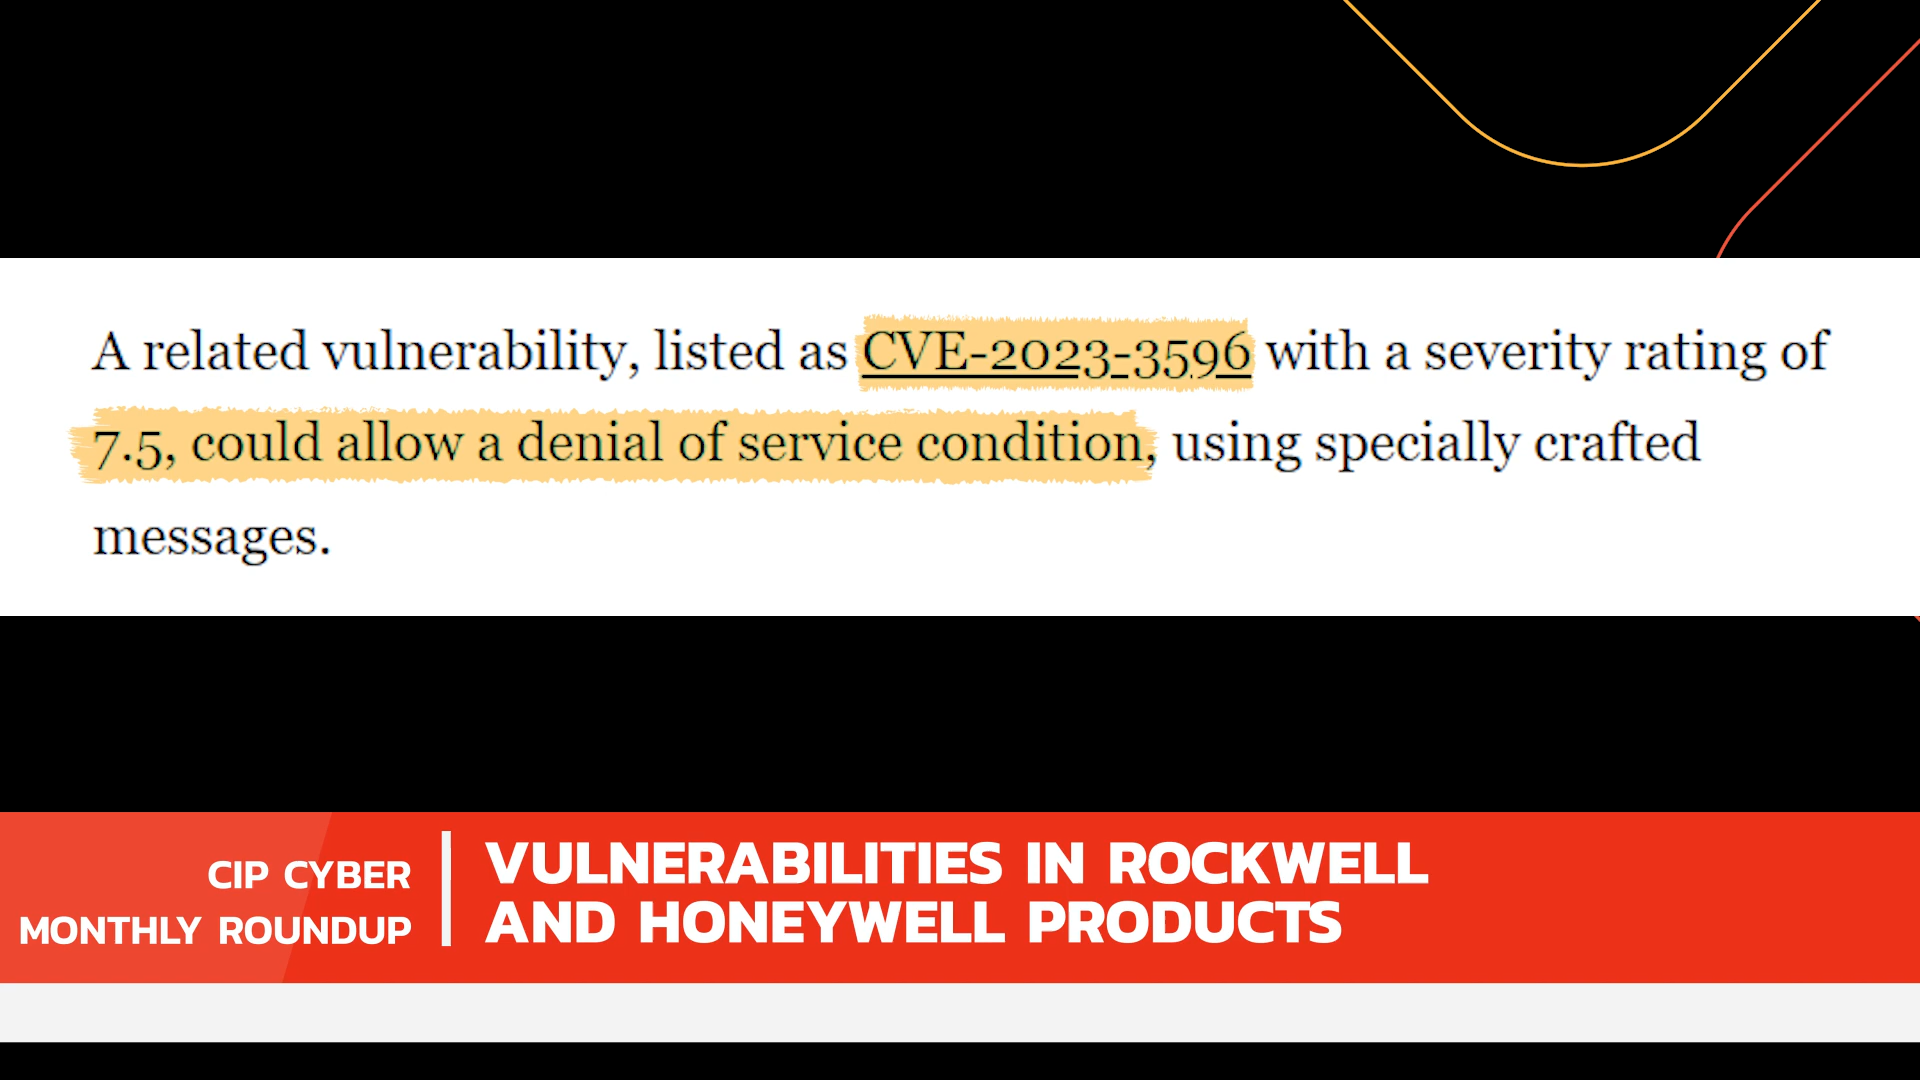 A related vulnerability, listed as CVE-2023-3596 with a severity rating of
7.5, could allow a denial of service condition, using specially crafted
messages.
CIP CYBER
MONTHLY ROUNDUP
VULNERABILITIES IN ROCKWELL
AND HONEYWELL PRODUCTS